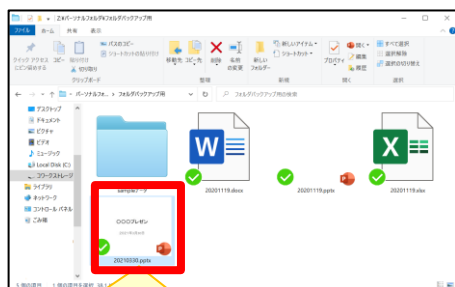 Z:¥パーソナルフォルダ¥フォルダバックアップ用
ファイル ホーム 共有 表示
クイック アクセス にピン留めする
コピー
貼り付け
切り取り
パスのコピー
ショートカットの貼り付け
移動先
コピー先
削除
名前の変更
新しいフォルダー
新しいアイテム
ショートカット
プロパティ
開く
編集
履歴
すべて選択
選択解除
選択の切り替え
クリップボード 整理 新規 開く 選択
パーソナルフォ... フォルダバックアップ用
フォルダバックアップ用の検索
デスクトップ
ドキュメント
ピクチャ
ビデオ
ミュージック
Local Disk (C:)
コワークストレージ
ライブラリ
ネットワーク
コントロール パネル
ごみ箱
20201119.docx
20201119.pptx
20201119.xlsx
〇〇〇プレゼン
20210330.pptx